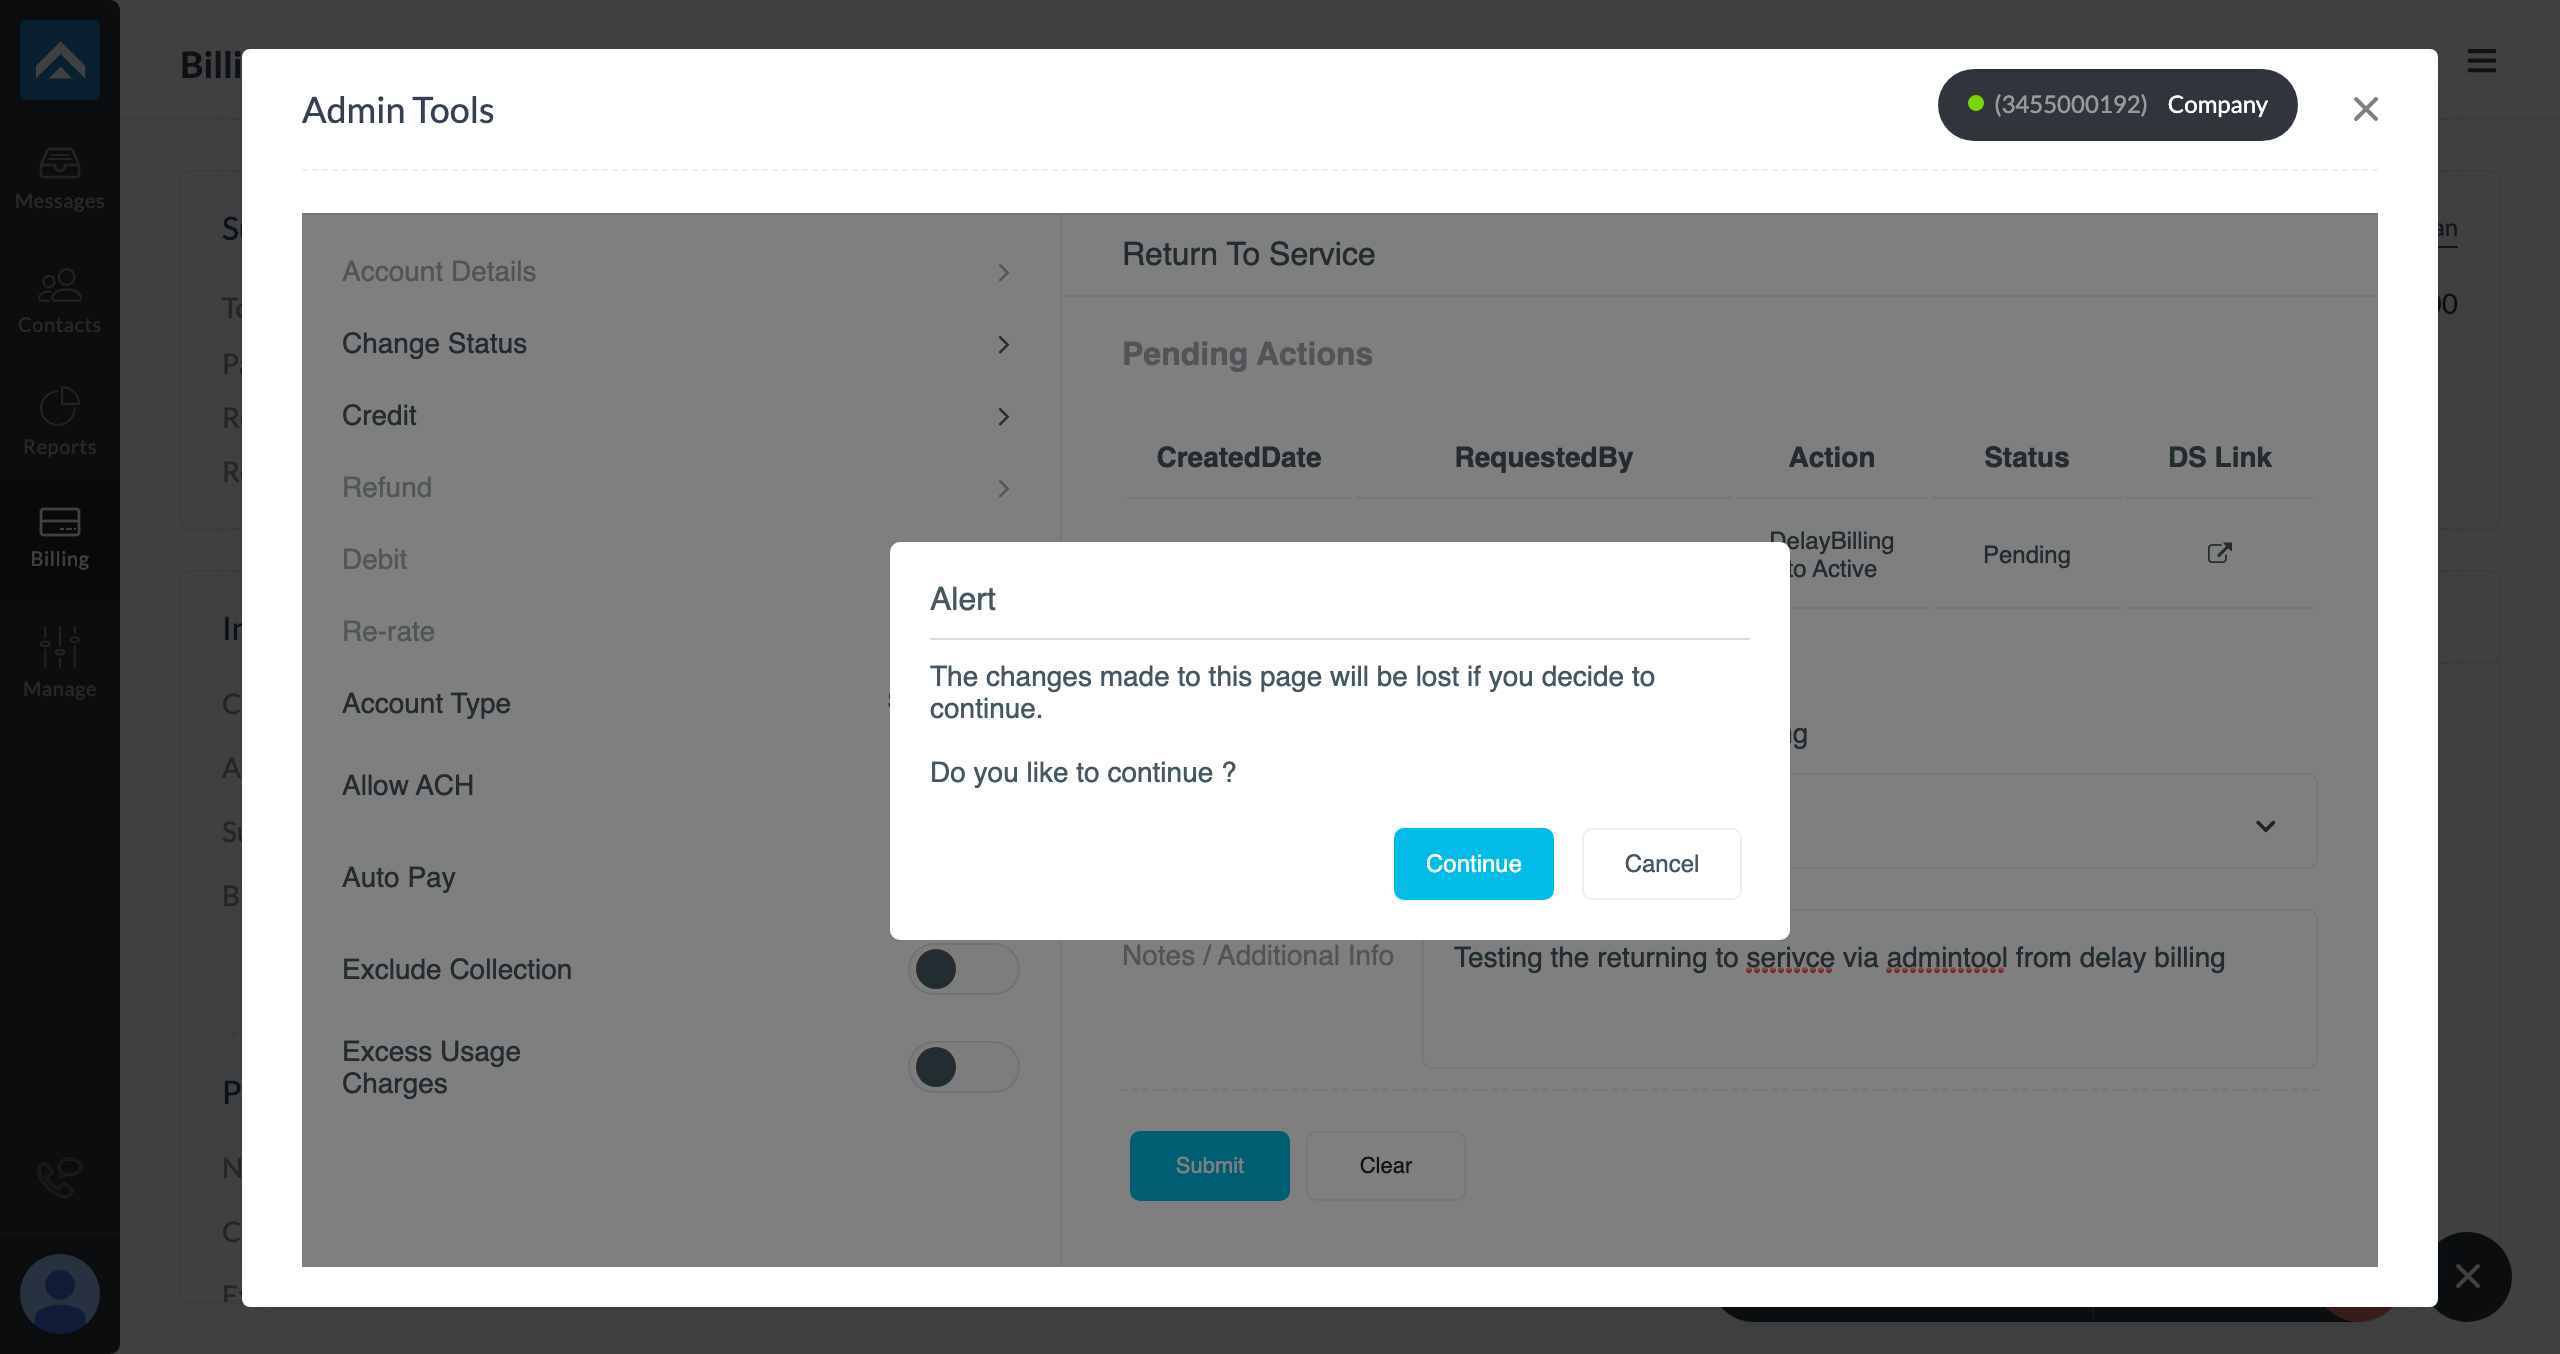 Billi
Admin Tools
(3455000192) Company
Messages
Contacts
Reports
Billing
Manage
Account Details
Change Status
Credit
Refund
Debit
Re-rate
Account Type
Allow ACH
Auto Pay
Exclude Collection
Excess Usage
Charges
Return To Service
Pending Actions
CreatedDate RequestedBy Action Status DS Link
DelayBilling
to Active
Pending
Alert
The changes made to this page will be lost if you decide to
continue.
Do you like to continue ?
Continue Cancel
Notes / Additional Info
Testing the returning to serivce via admintool from delay billing
Submit Clear